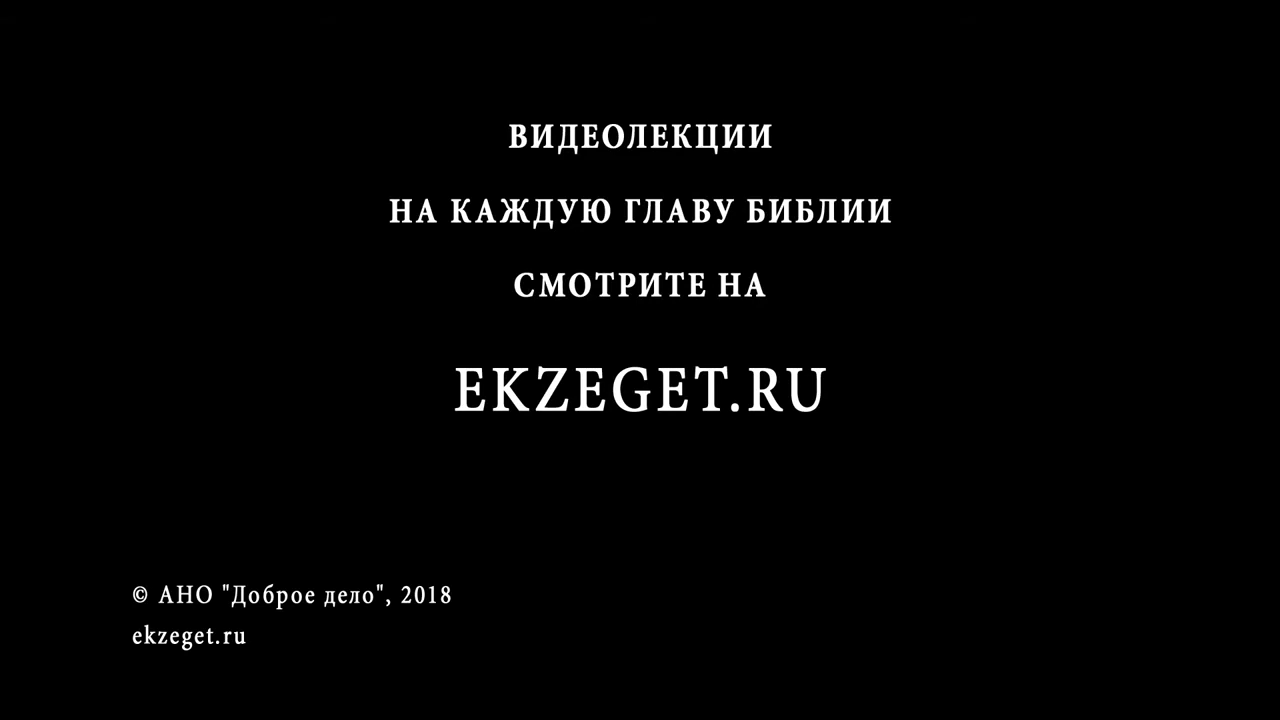 ВИДЕОЛЕКЦИИ
НА КАЖДУЮ ГЛАВУ БИБЛИИ
СМОТРИТЕ НА
EKZEGET.RU
© АНО "Доброе дело", 2018
ekzeget.ru